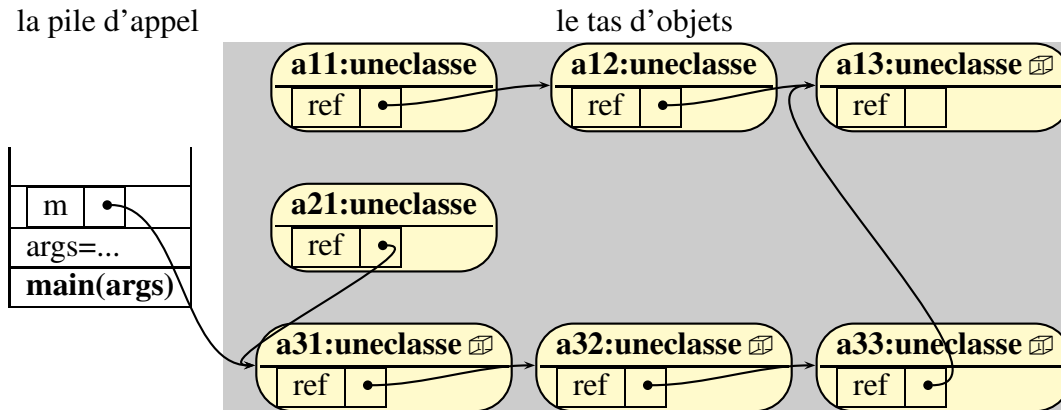 la pile d'appel
le tas d'objets
a11:uneclasse
a12:uneclasse
a13:uneclasse
ref
ref
ref
a21:uneclasse
m
ref
args=...
main(args)
a31:uneclasse
a32:uneclasse
a33:uneclasse
ref
ref
ref